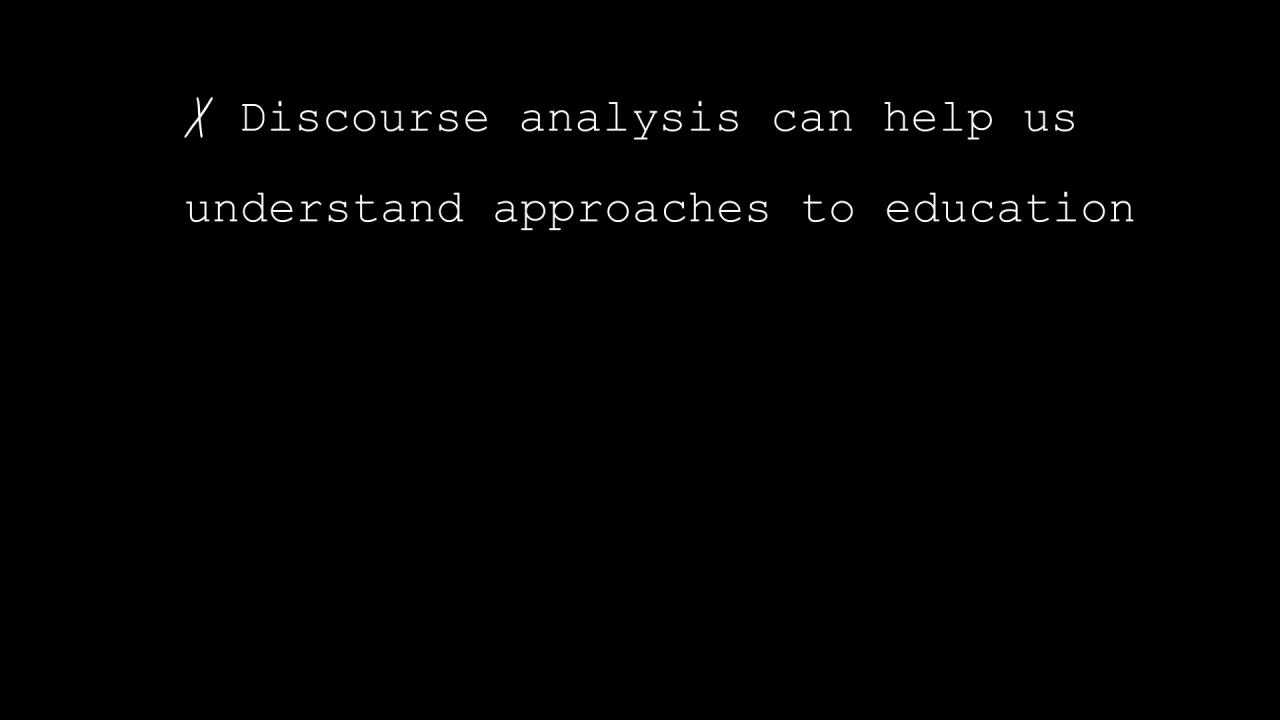 ✗ Discourse analysis can help us
understand approaches to education